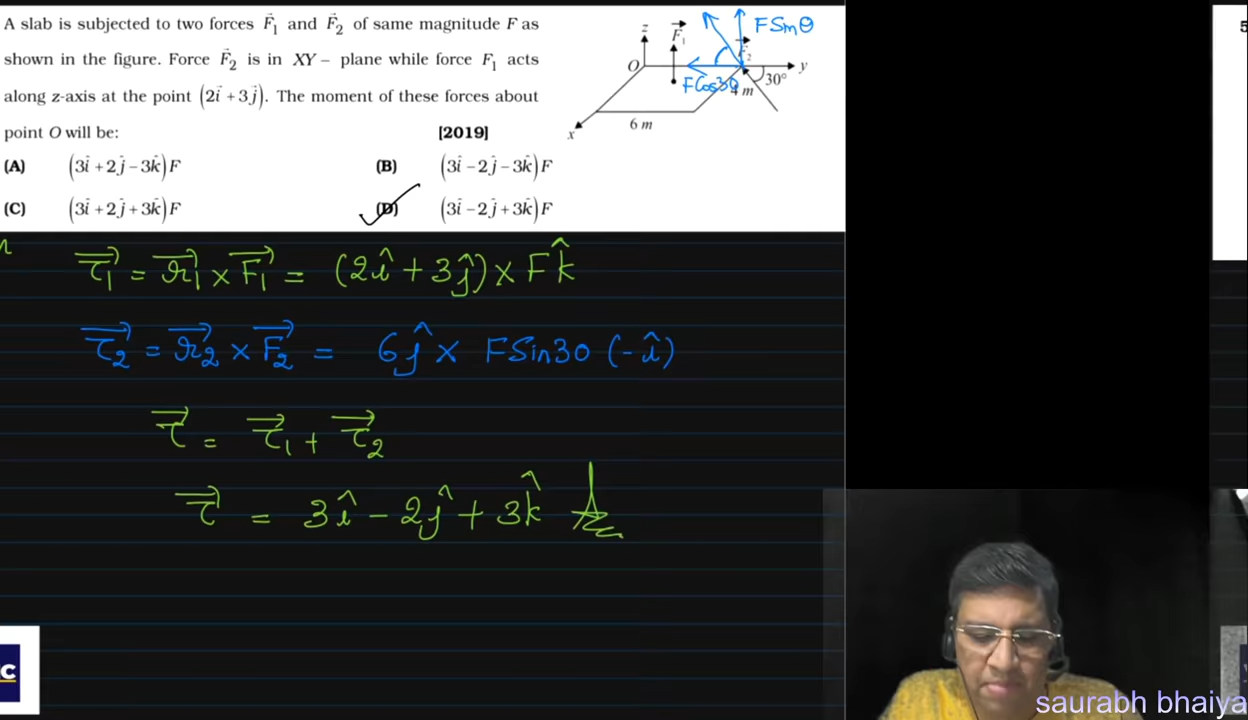 A slab is subjected to two forces F⃗₁ and F⃗₂ of same magnitude F as
shown in the figure. Force F⃗₂ is in XY – plane while force F₁ acts
along z-axis at the point (2i⃗ + 3j⃗). The moment of these forces about
point O will be: [2019]
(A) (3î + 2ĵ – 3k̂)F (B) (3î – 2ĵ – 3k̂)F
(C) (3î + 2ĵ + 3k̂)F (D) (3î – 2ĵ + 3k̂)F
z F⃗₁ FSinθ
O y
30°
FCos30 4 m
6 m
x
5
τ⃗₁ = r⃗₁ × F⃗₁ = (2î + 3ĵ) × Fk̂
τ⃗₂ = r⃗₂ × F⃗₂ = 6ĵ × FSin30 (-î)
τ⃗ = τ⃗₁ + τ⃗₂
τ⃗ = 3î – 2ĵ + 3k̂
C
saurabh bhaiya